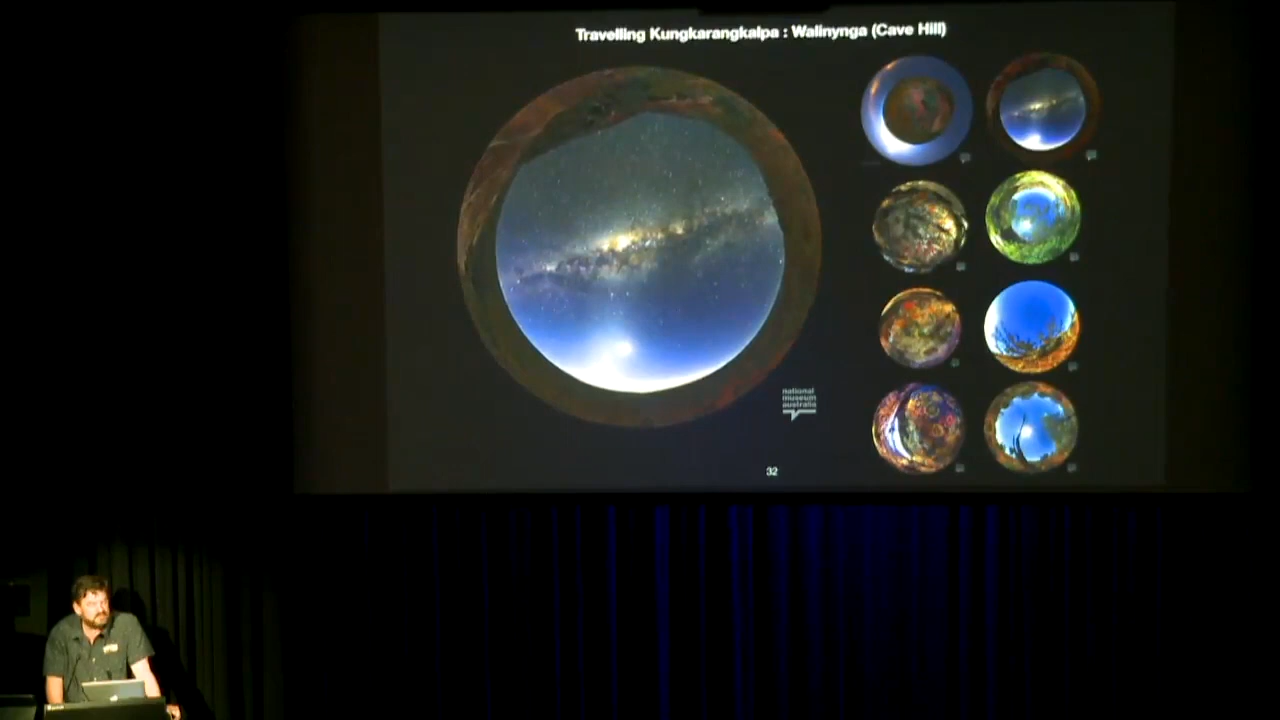 Travelling Kungkarangkalpa : Walinynga (Cave Hill)
national
museum
australia
32